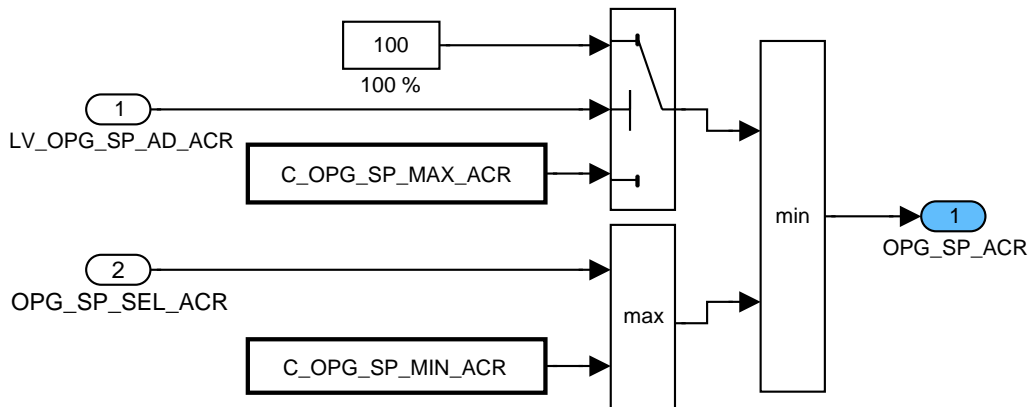 100
100 %
1
LV_OPG_SP_AD_ACR
C_OPG_SP_MAX_ACR
min
1
OPG_SP_ACR
2
OPG_SP_SEL_ACR
max
C_OPG_SP_MIN_ACR